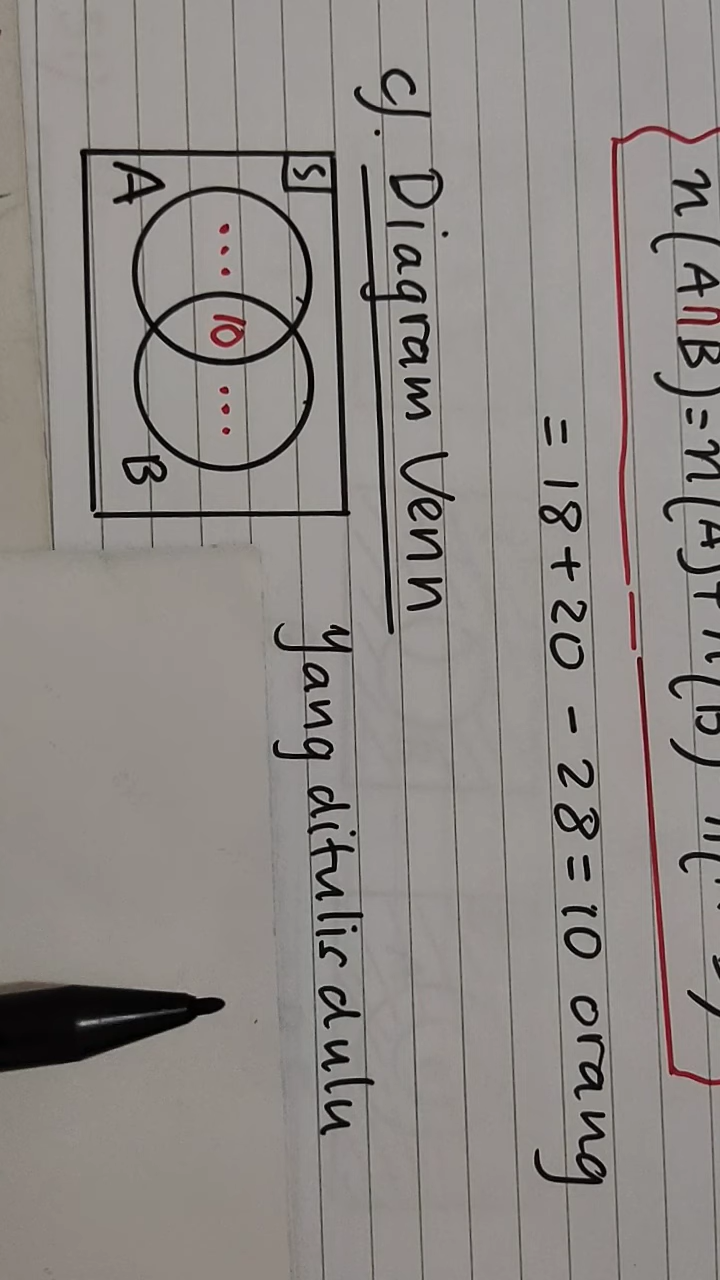 n(A∩B)=n(A)+n(B)
= 18 + 20 - 28 = 10 orang
c). Diagram Venn
S
... 10 ...
A B
Yang ditulis dulu